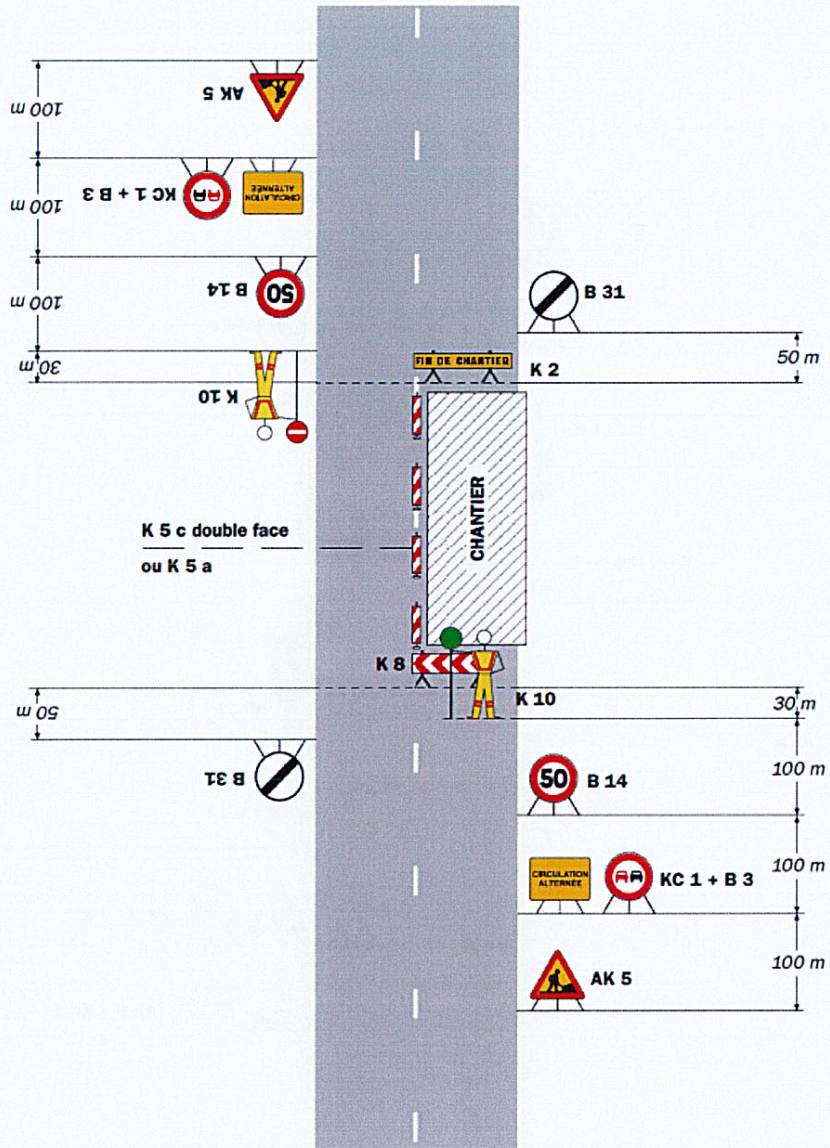 AK 5
100 m
KC 1 + B 3
CIRCULATION
ALTERNÉE
100 m
B 14
50
100 m
B 31
50 m
30 m
K 10
FIN DE CHANTIER
K 2
CHANTIER
K 5 c double face
ou K 5 a
K 8
K 10
30 m
50 m
B 31
50
B 14
100 m
CIRCULATION
ALTERNÉE
KC 1 + B 3
100 m
AK 5
100 m